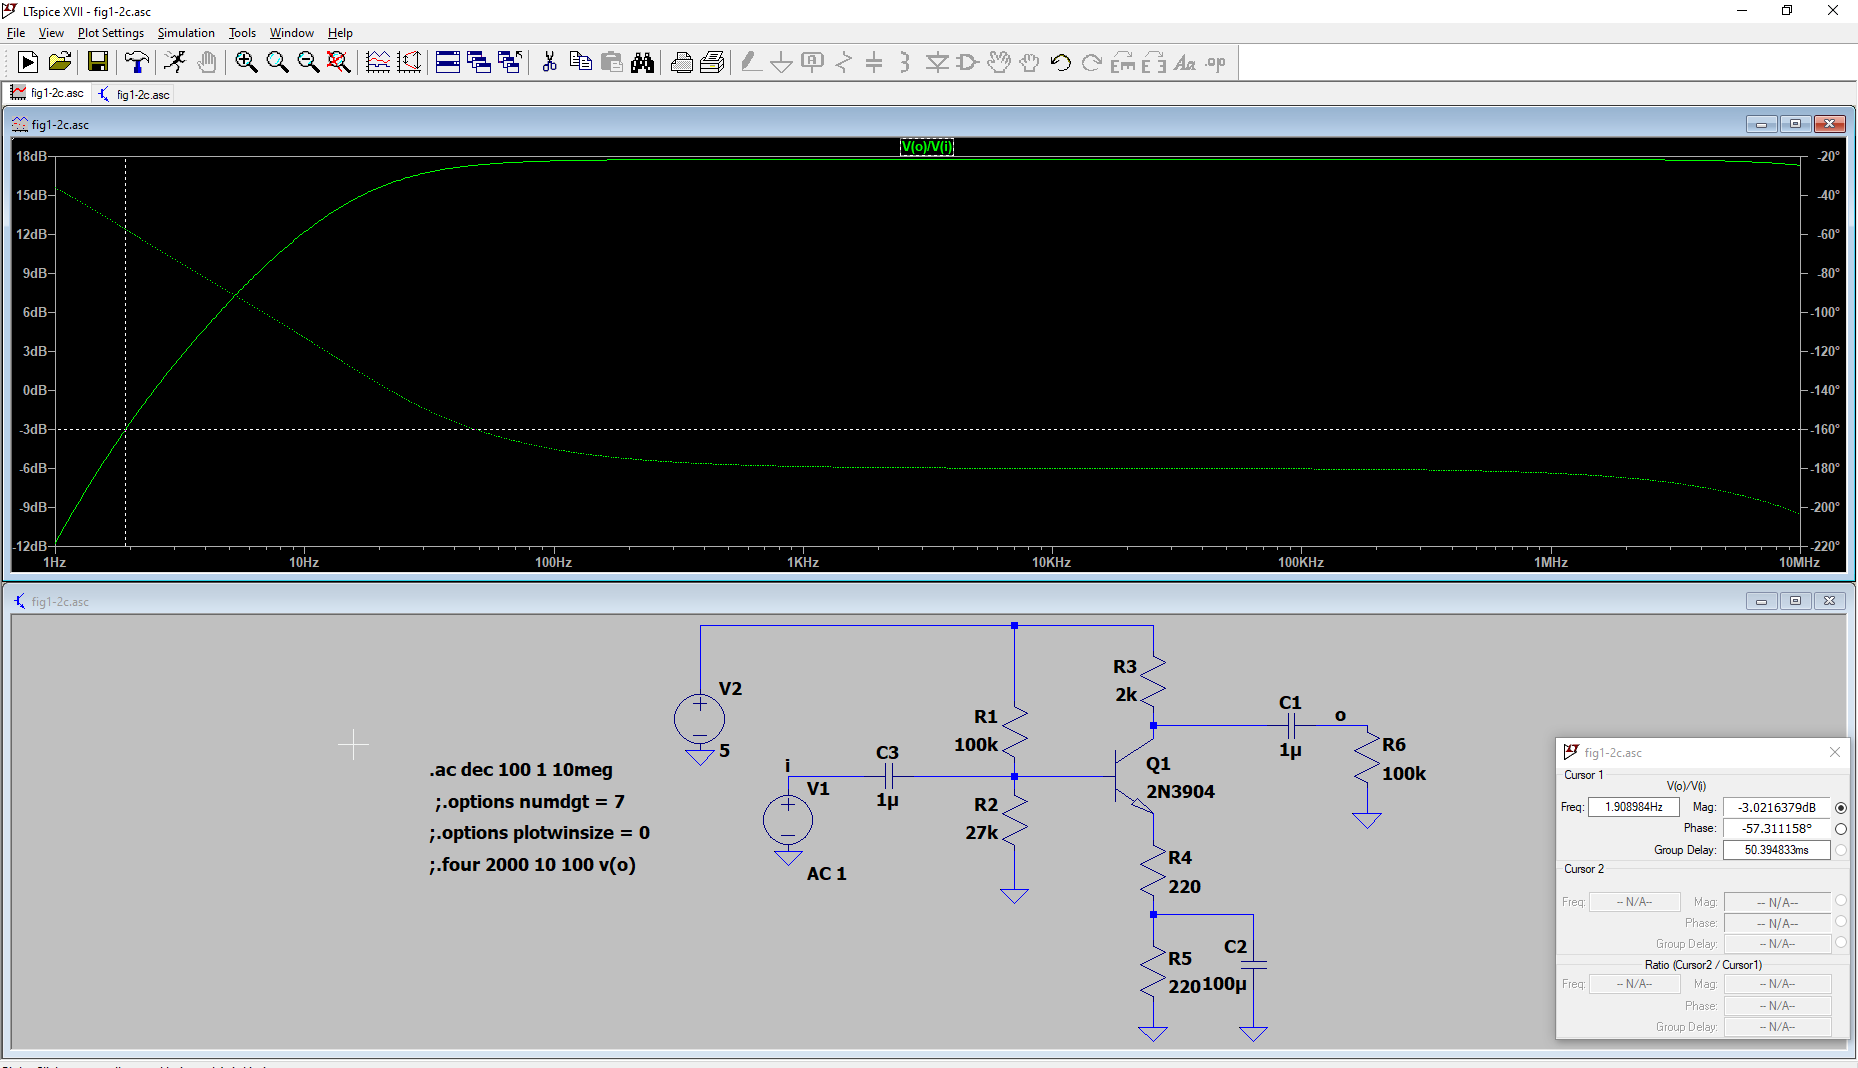 LTspice XVII - fig1-2c.asc
File View Plot Settings Simulation Tools Window Help
fig1-2c.asc fig1-2c.asc
fig1-2c.asc
V(o)/V(i)
18dB -20°
15dB -40°
12dB -60°
9dB -80°
6dB -100°
3dB -120°
0dB -140°
-3dB -160°
-6dB -180°
-9dB -200°
-12dB -220°
1Hz 10Hz 100Hz 1KHz 10KHz 100KHz 1MHz 10MHz
fig1-2c.asc
V2
5
.ac dec 100 1 10meg
;.options numdgt = 7
;.options plotwinsize = 0
;.four 2000 10 100 v(o)
i
V1
AC 1
C3
1µ
R1
100k
R2
27k
R3
2k
Q1
2N3904
C1
1µ
o
R6
100k
R4
220
R5
220
C2
100µ
fig1-2c.asc
Cursor 1
V(o)/V(i)
Freq: 1.908984Hz Mag: -3.0216379dB
Phase: -57.311158°
Group Delay: 50.394833ms
Cursor 2
Freq: -- N/A-- Mag: -- N/A--
Phase: -- N/A--
Group Delay: -- N/A--
Ratio (Cursor2 / Cursor1)
Freq: -- N/A-- Mag: -- N/A--
Phase: -- N/A--
Group Delay: -- N/A--